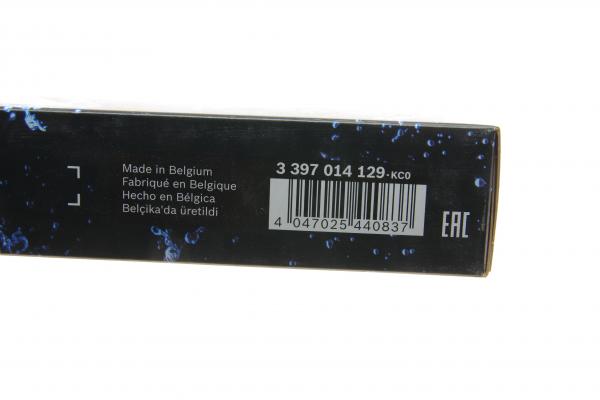 Made in Belgium
Fabriqué en Belgique
Hecho en Bélgica
Belçika'da üretildi
3 397 014 129-KC0
4 047025 440837
EAC